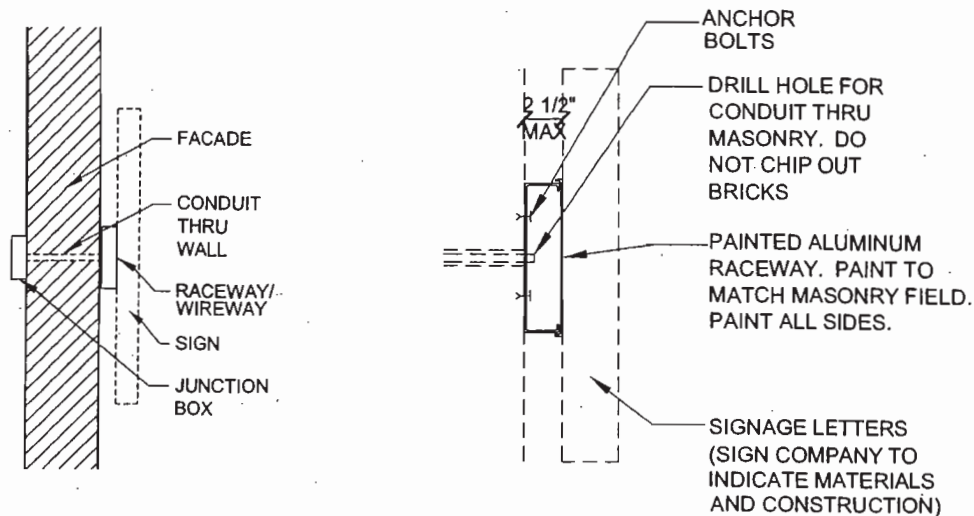 FACADE
CONDUIT
THRU
WALL
RACEWAY/
WIREWAY
SIGN
JUNCTION
BOX
2 1/2"
MAX
ANCHOR
BOLTS
DRILL HOLE FOR
CONDUIT THRU
MASONRY. DO
NOT CHIP OUT
BRICKS
PAINTED ALUMINUM
RACEWAY. PAINT TO
MATCH MASONRY FIELD.
PAINT ALL SIDES.
SIGNAGE LETTERS
(SIGN COMPANY TO
INDICATE MATERIALS
AND CONSTRUCTION)